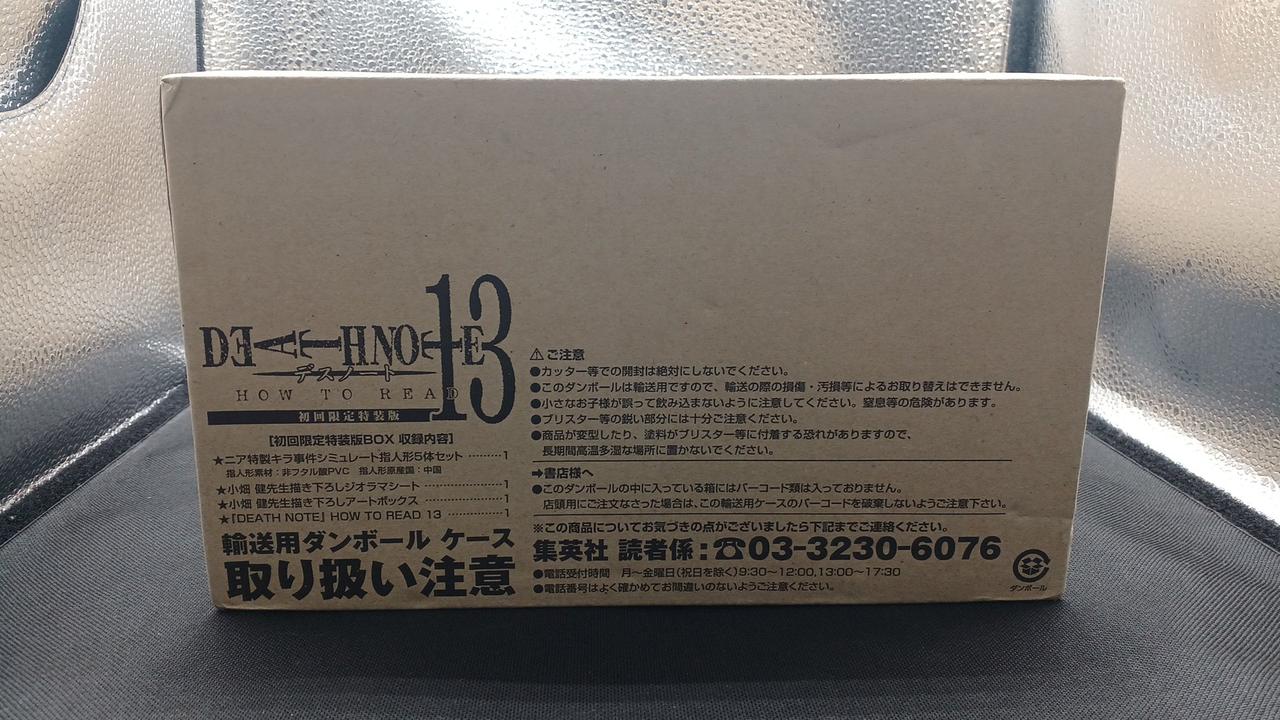 DEATH NOTE 13
デスノート
HOW TO READ
初回限定特装版
【初回限定特装版BOX 収録内容】
★ニア特製キラ事件シミュレート指人形5体セット ………1
指人形素材：非フタル酸PVC　指人形原産国：中国
★小畑 健先生描き下ろしジオラマシート ………………1
★小畑 健先生描き下ろしアートボックス ………………1
★『DEATH NOTE』 HOW TO READ 13 ……………1
輸送用ダンボール ケース
取り扱い注意
⚠ご注意
●カッター等での開封は絶対にしないでください。
●このダンボールは輸送用ですので、輸送の際の損傷・汚損等によるお取り替えはできません。
●小さなお子様が誤って飲み込まないように注意してください。窒息等の危険があります。
●ブリスター等の鋭い部分には十分ご注意ください。
●商品が変型したり、塗料がブリスター等に付着する恐れがありますので、
長期間高温多湿な場所に置かないでください。
➡書店様へ
●このダンボールの中に入っている箱にはバーコード類は入っておりません。
店頭用にご注文なさった場合は、この輸送用ケースのバーコードを破棄しないようご注意下さい。
※この商品についてお気づきの点がございましたら下記までご連絡ください。
集英社 読者係：☎03-3230-6076
●電話受付時間　月〜金曜日(祝日を除く)9:30〜12:00,13:00〜17:30
●電話番号はよく確かめてお間違いのないようご注意ください。
ダンボール